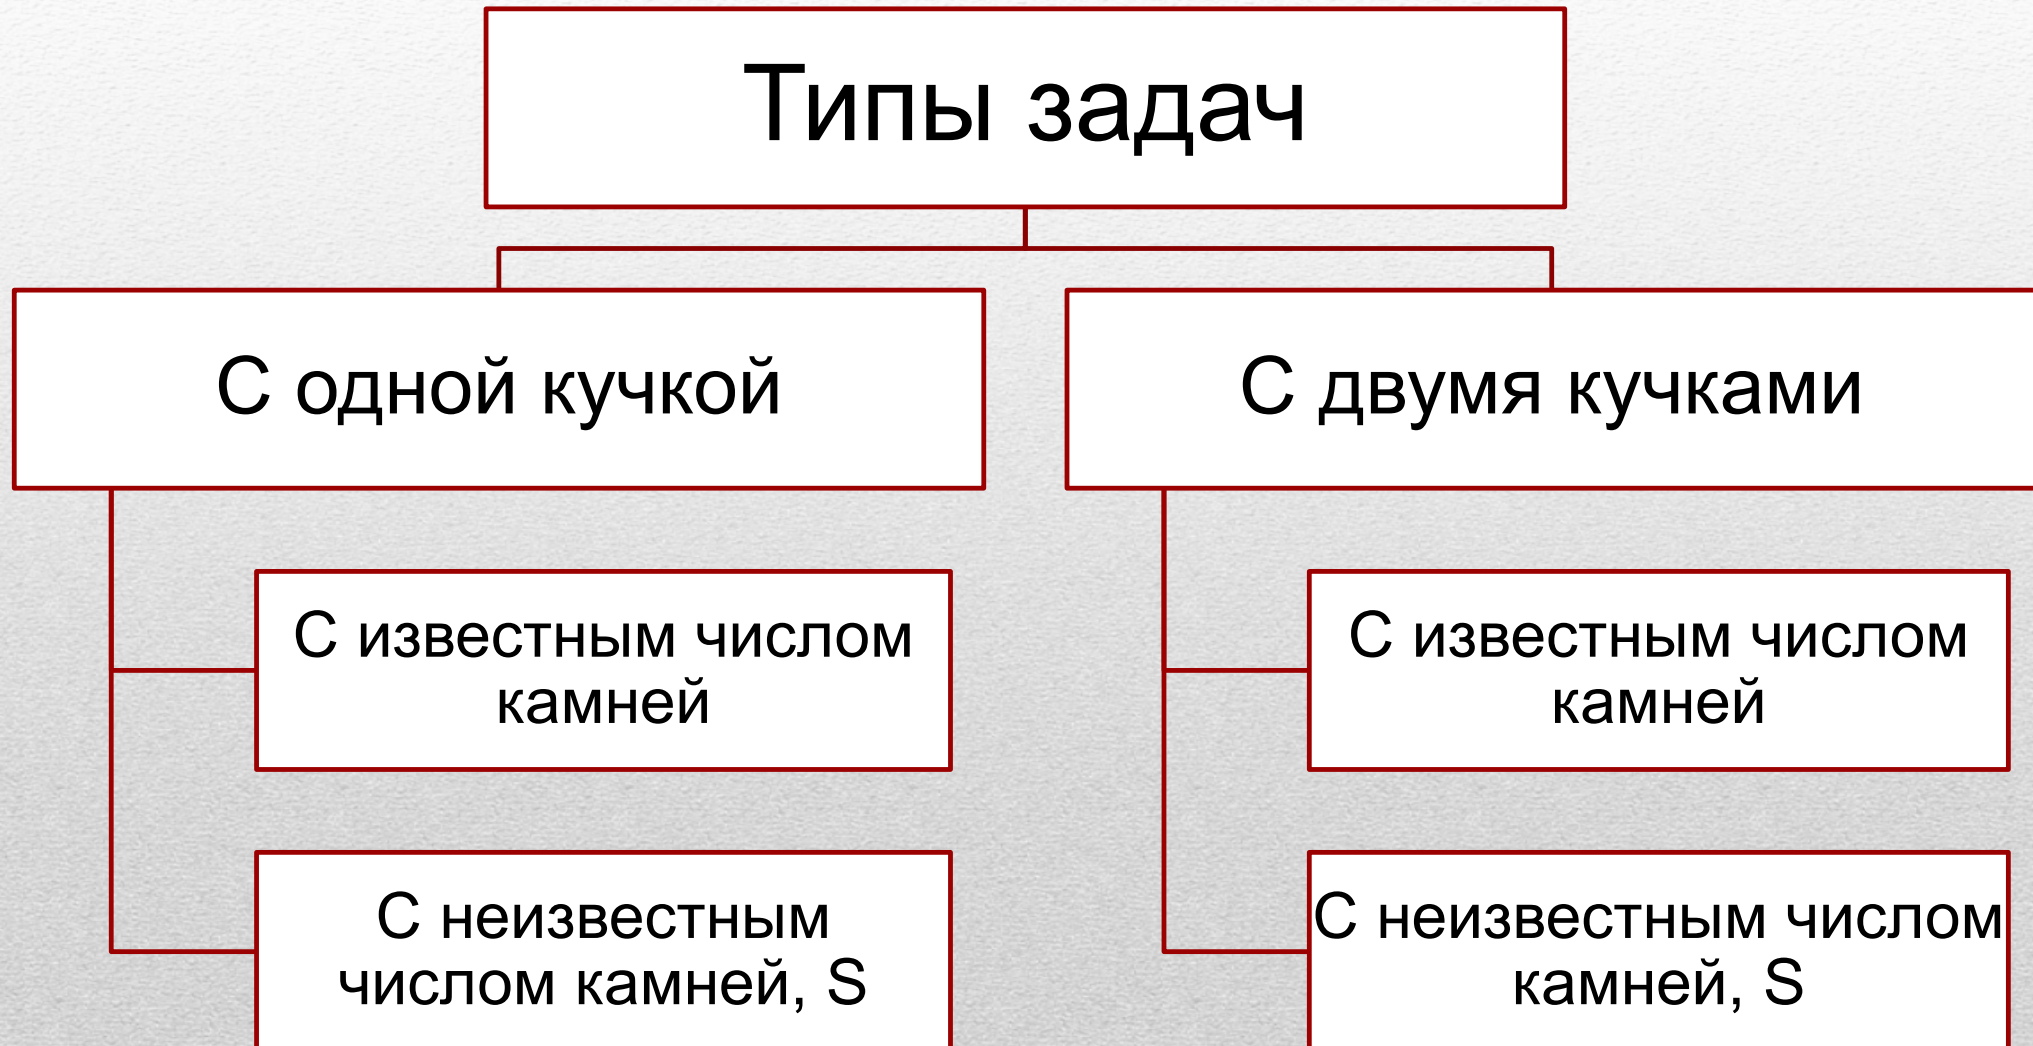 Типы задач
С одной кучкой
С двумя кучками
С известным числом
камней
С известным числом
камней
С неизвестным
числом камней, S
С неизвестным числом
камней, S